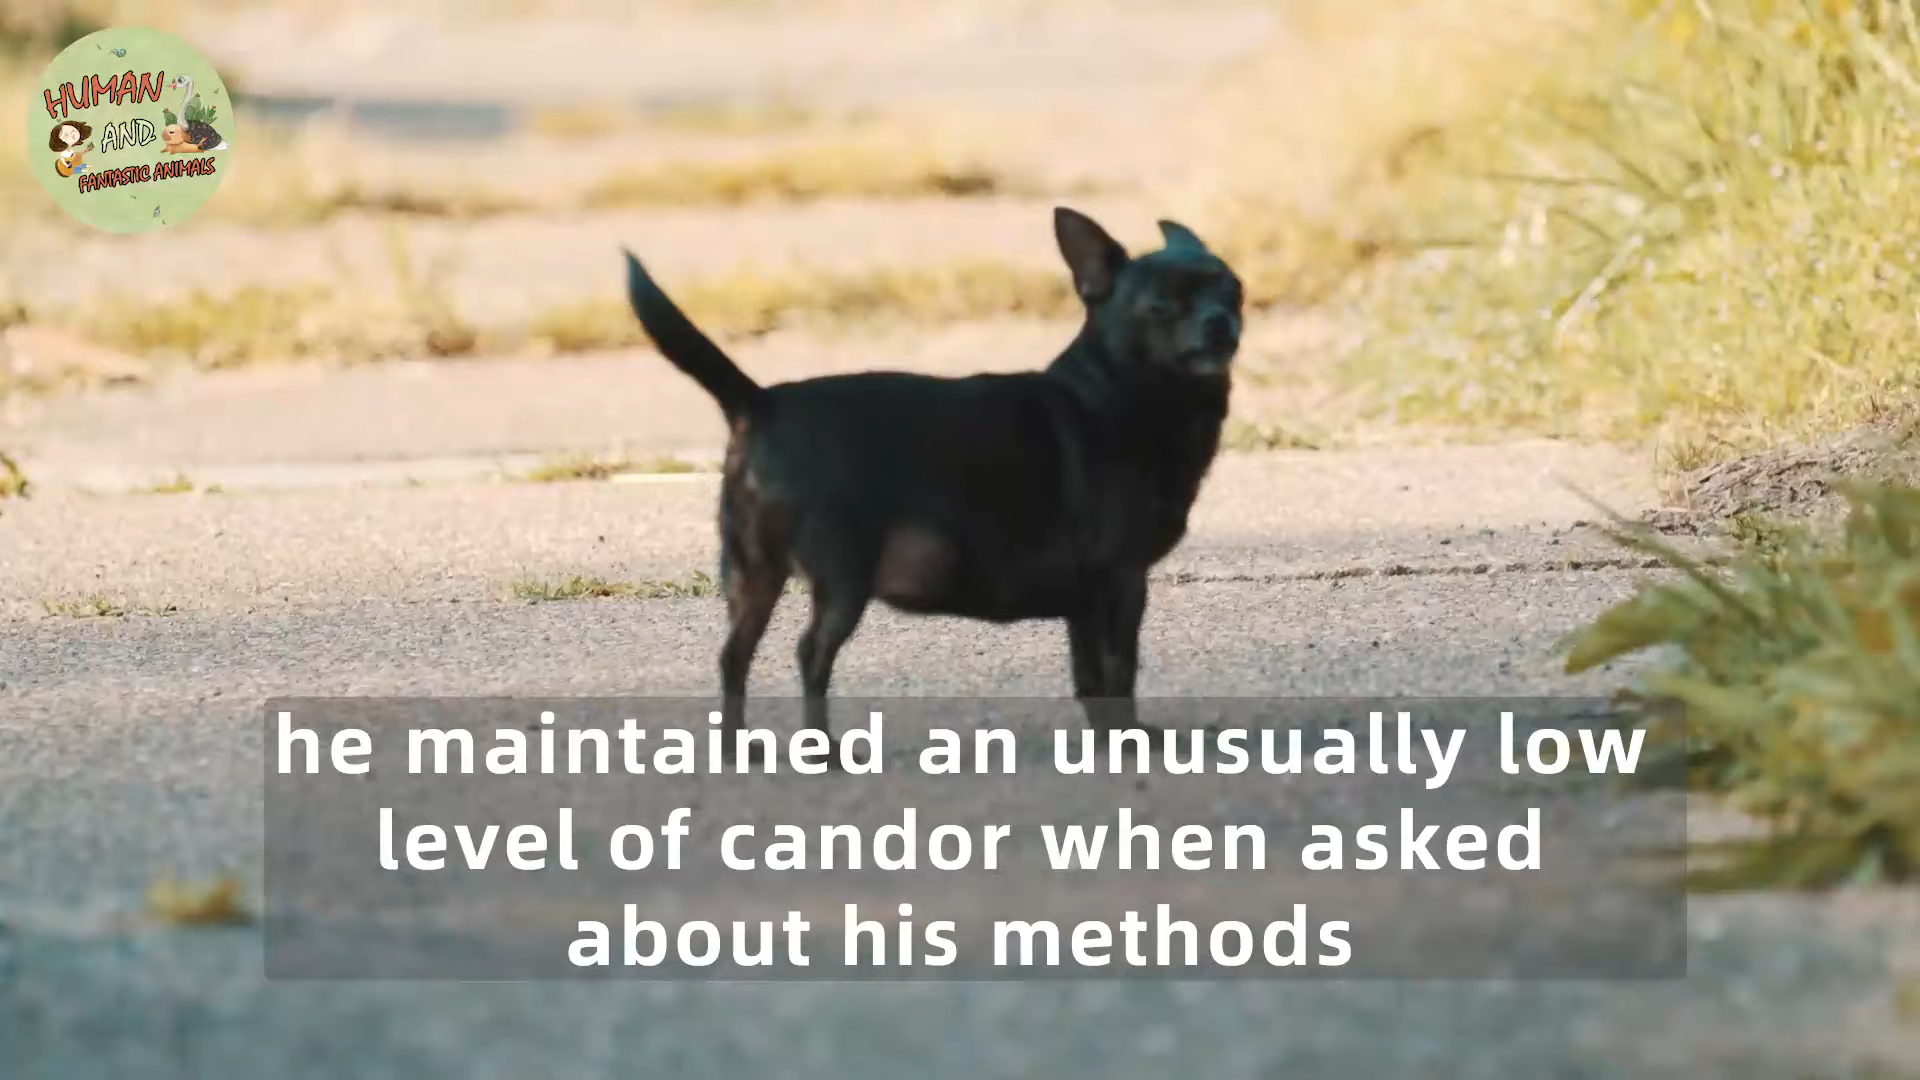 HUMAN
AND
FANTASTIC ANIMALS
he maintained an unusually low
level of candor when asked
about his methods